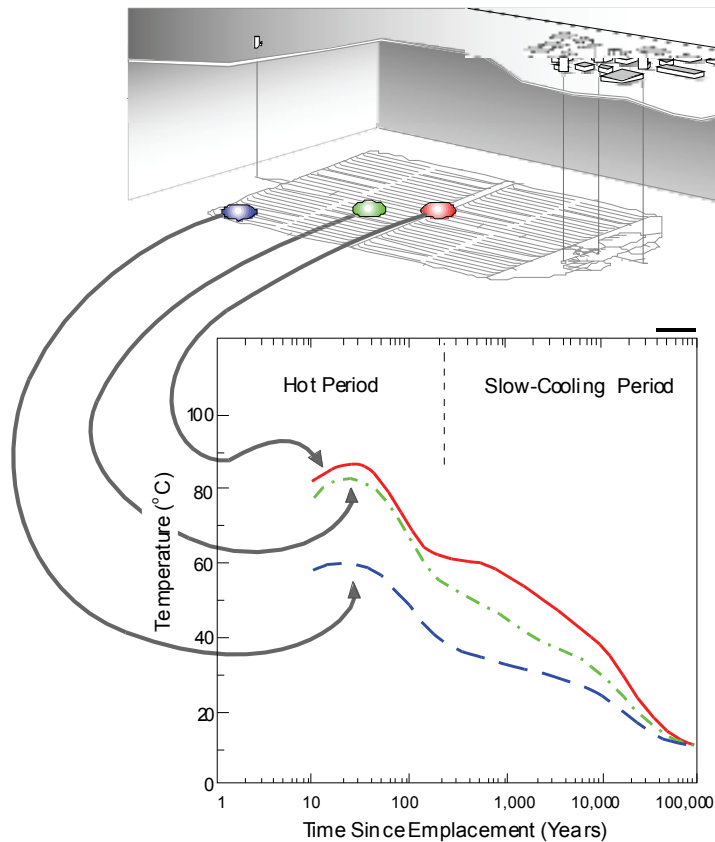 Hot Period
Slow-Cooling Period
100
80
60
40
20
0
Temperature (°C)
1 10 100 1,000 10,000 100,000
Time Since Emplacement (Years)